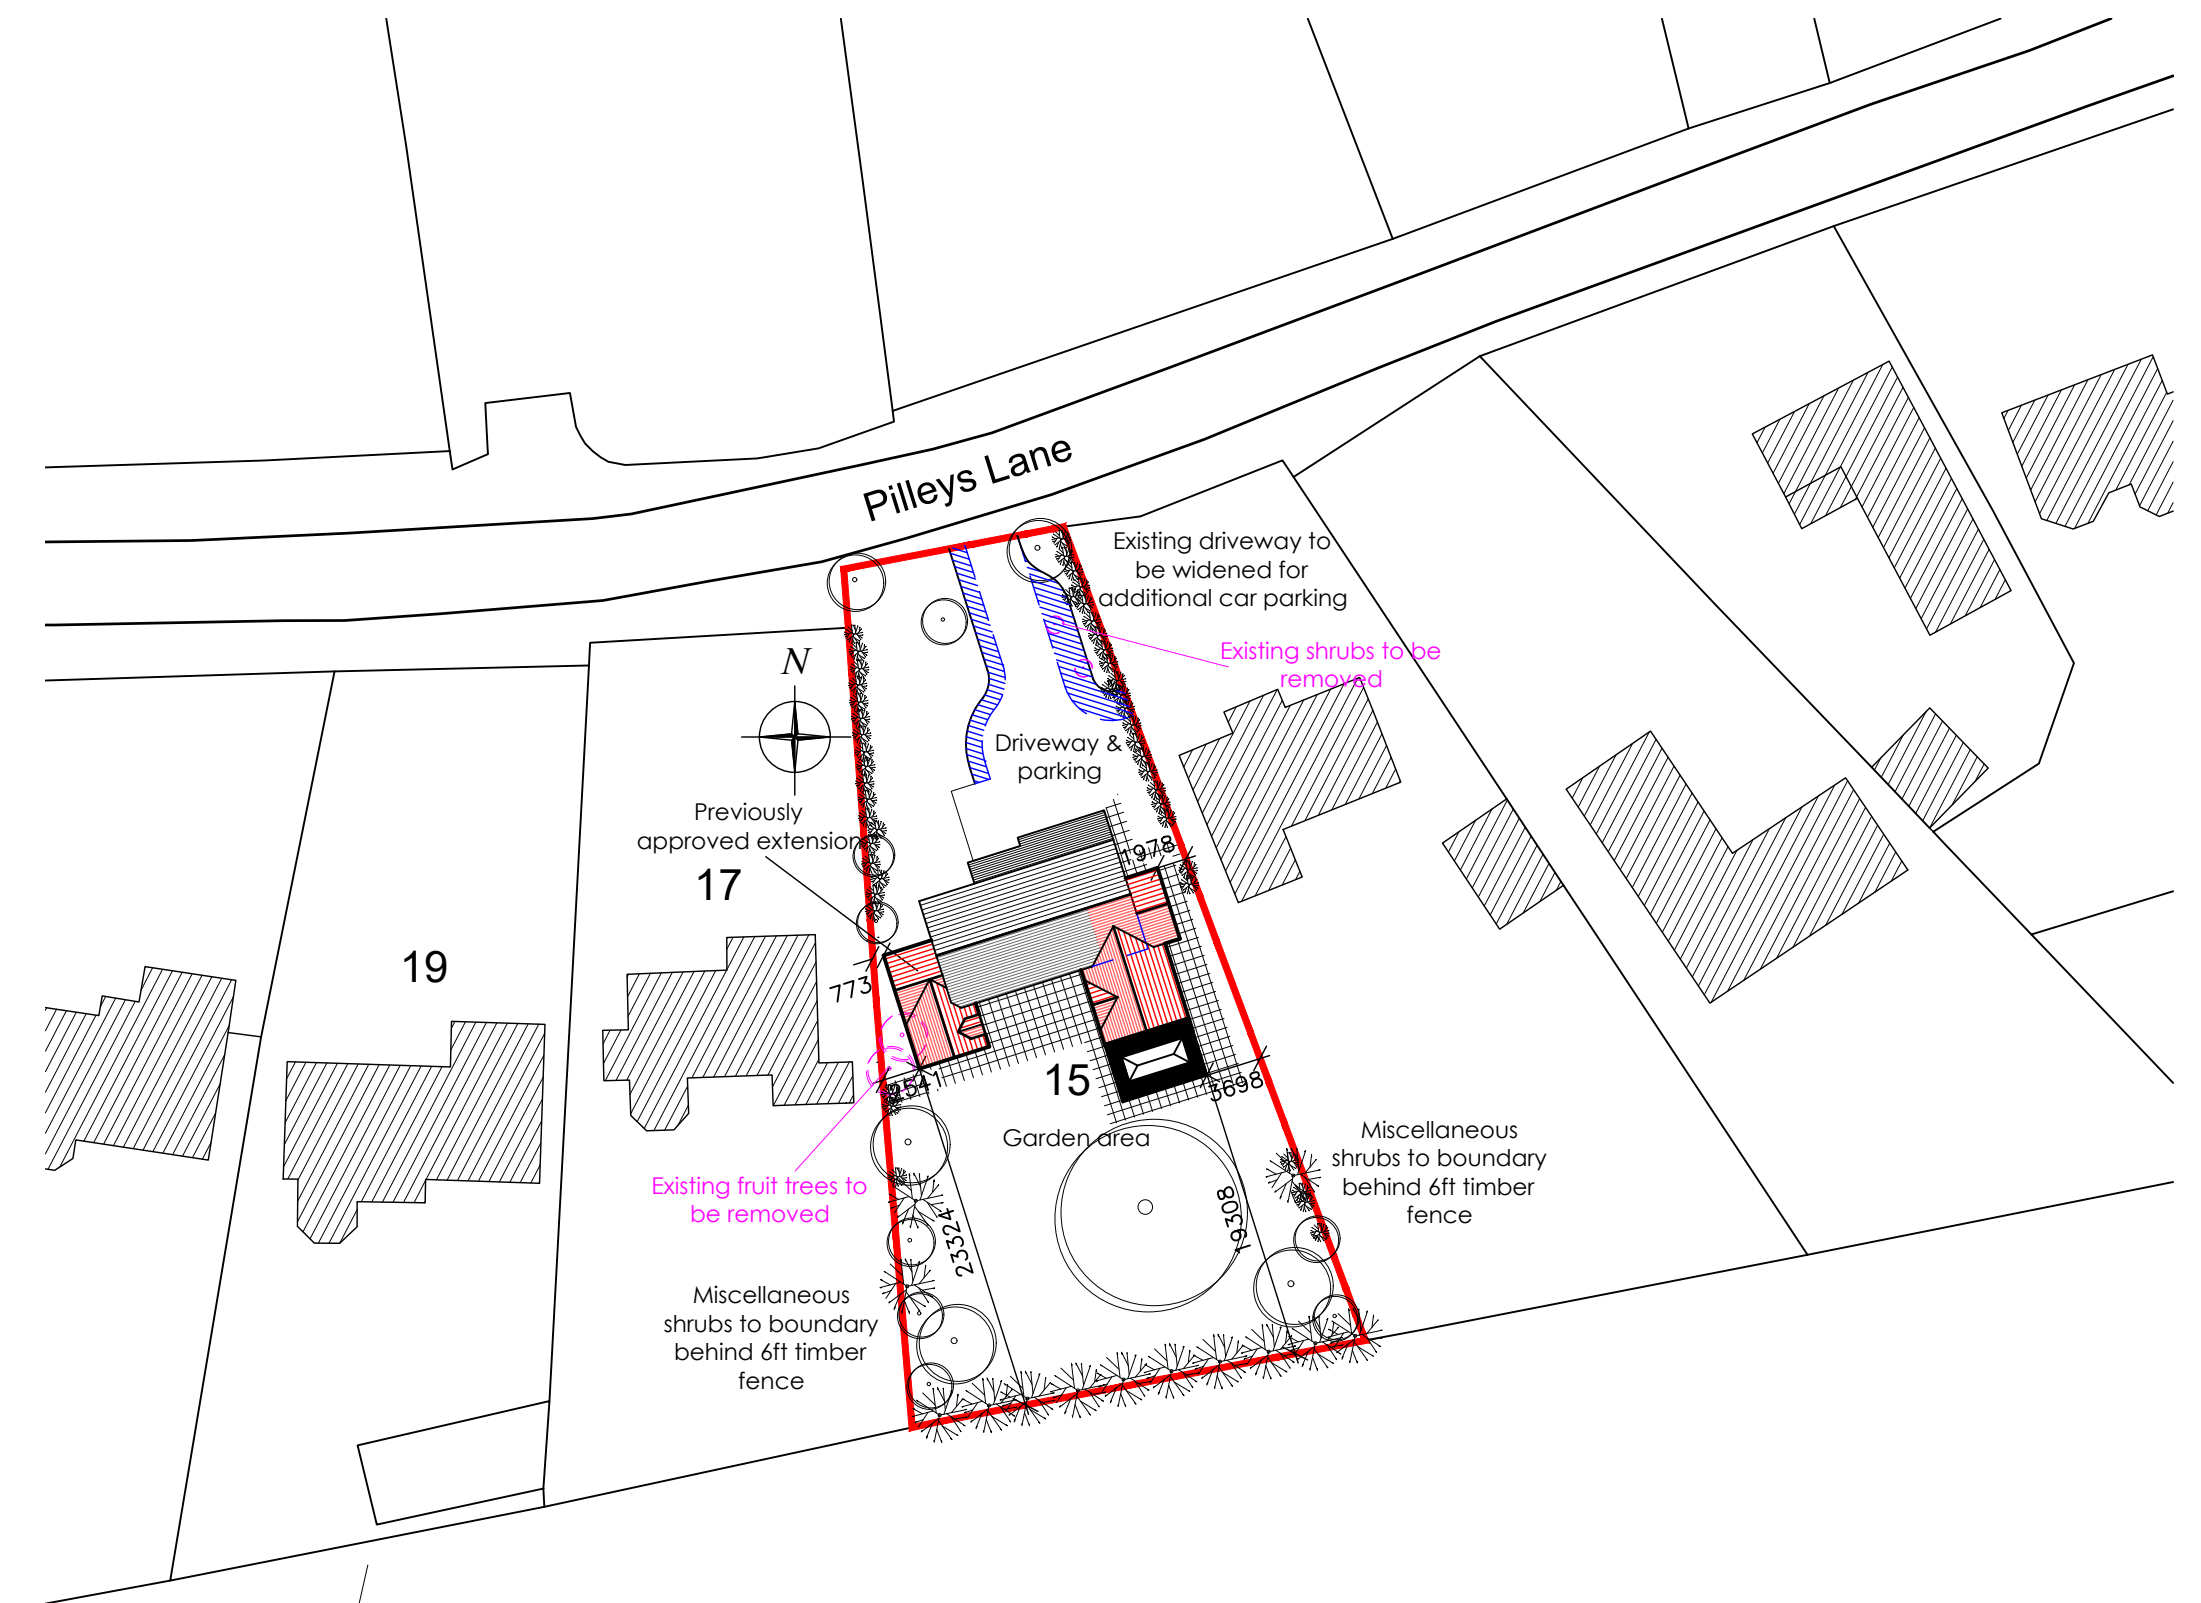 Pilleys Lane
Existing driveway to
be widened for
additional car parking
Existing shrubs to be
removed
N
Driveway &
parking
Previously
approved extension
17
1978
19
773
2541
15
3698
Garden area
Miscellaneous
shrubs to boundary
behind 6ft timber
fence
Existing fruit trees to
be removed
23324
19308
Miscellaneous
shrubs to boundary
behind 6ft timber
fence